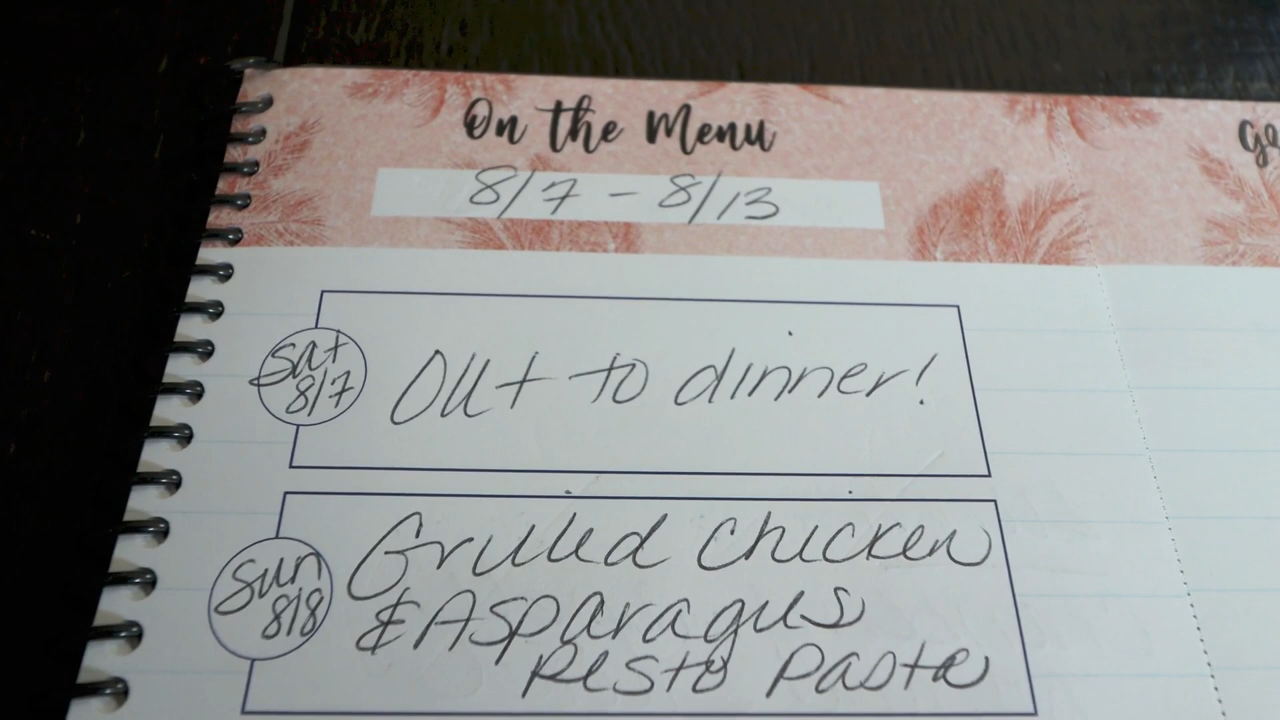 On the Menu
8/7 - 8/13
Sat
8/7
Out to dinner!
Sun
8/8
Grilled chicken
& Asparagus
Pesto Pasta